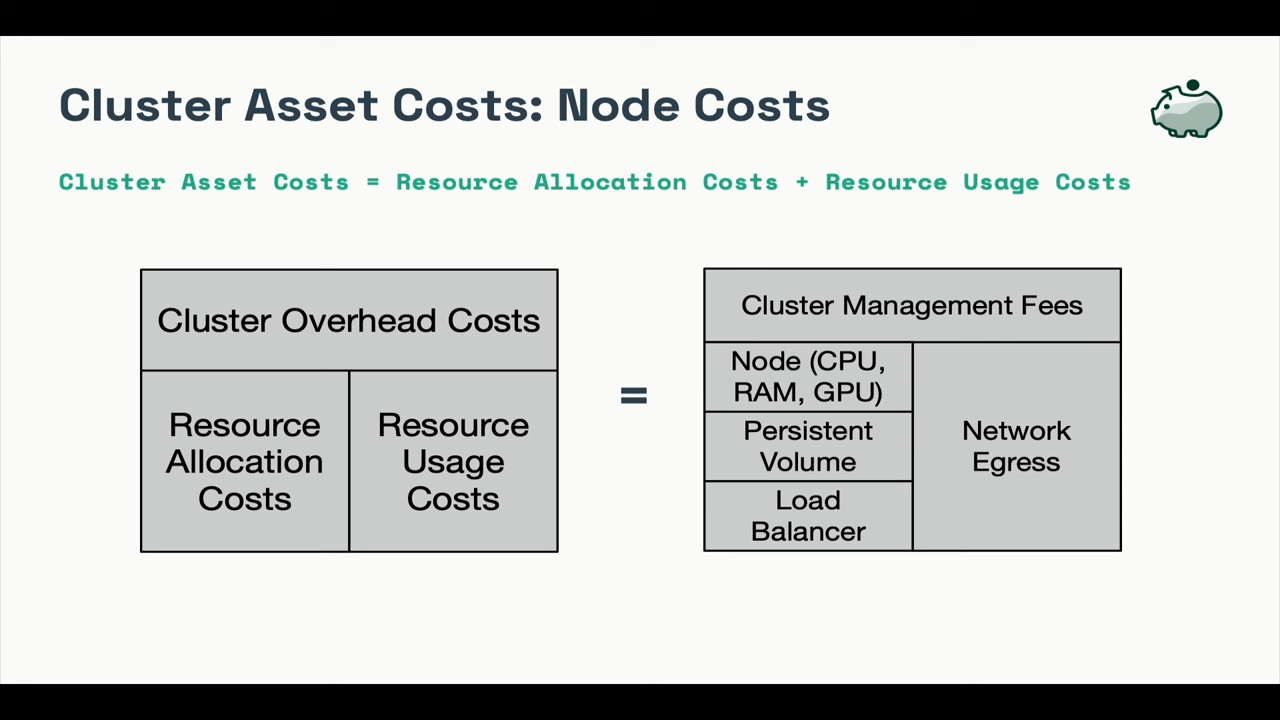 Cluster Asset Costs: Node Costs
Cluster Asset Costs = Resource Allocation Costs + Resource Usage Costs
Cluster Overhead Costs
Resource
Allocation
Costs
Resource
Usage
Costs
=
Cluster Management Fees
Node (CPU,
RAM, GPU)
Persistent
Volume
Load
Balancer
Network
Egress